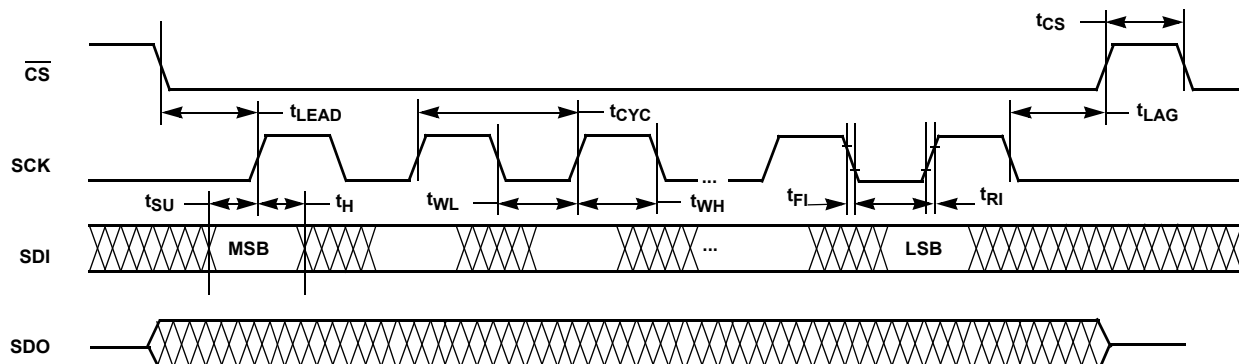 tCS
CS
tLEAD
tCYC
tLAG
SCK
...
tSU
tH
tWL
tWH
tFI
tRI
SDI
MSB
...
LSB
SDO